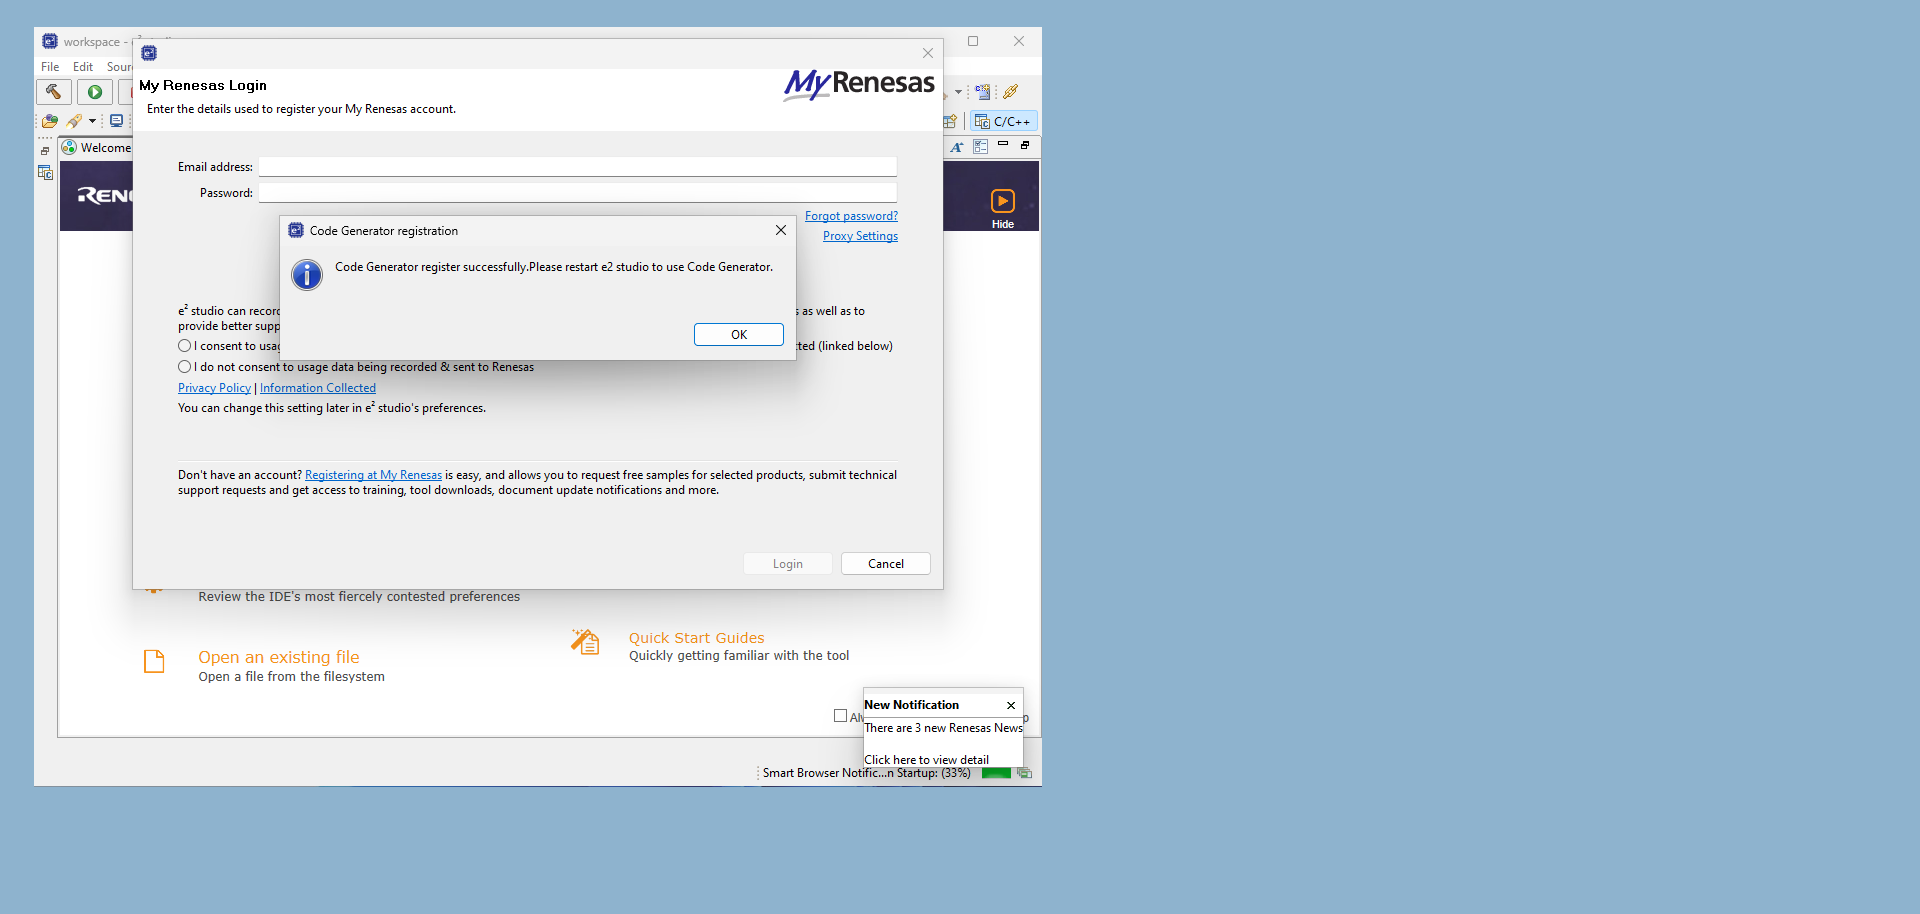 workspace -
File Edit
My Renesas Login
Enter the details used to register your My Renesas account.
MyRenesas
C/C++
Welcome
Hide
Email address:
Password:
Forgot password?
Proxy Settings
Code Generator registration
Code Generator register successfully.Please restart e2 studio to use Code Generator.
OK
e² studio can as well as to
provide better
I consent to (linked below)
I do not consent to usage data being recorded & sent to Renesas
Privacy Policy | Information Collected
You can change this setting later in e² studio's preferences.
Don't have an account? Registering at My Renesas is easy, and allows you to request free samples for selected products, submit technical
support requests and get access to training, tool downloads, document update notifications and more.
Login Cancel
Review the IDE's most fiercely contested preferences
Quick Start Guides
Quickly getting familiar with the tool
Open an existing file
Open a file from the filesystem
New Notification
There are 3 new Renesas News
Click here to view detail
Smart Browser Notific...n Startup: (33%)